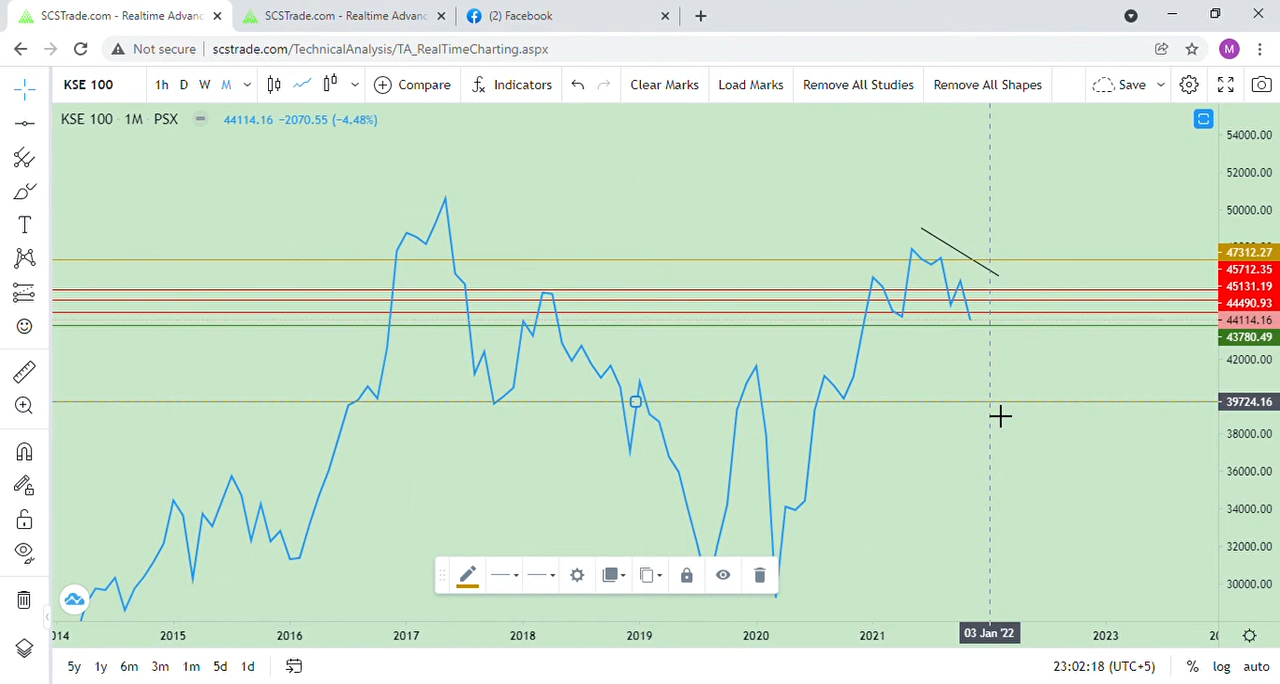 SCSTrade.com - Realtime Advanc
SCSTrade.com - Realtime Advanc
(2) Facebook
Not secure
scstrade.com/TechnicalAnalysis/TA_RealTimeCharting.aspx
M
KSE 100
1h D W M
Compare
Indicators
Clear Marks
Load Marks
Remove All Studies
Remove All Shapes
Save
KSE 100 · 1M · PSX
44114.16 −2070.55 (−4.48%)
54000.00
52000.00
50000.00
47312.27
45712.35
45131.19
44490.93
44114.16
43780.49
42000.00
39724.16
38000.00
36000.00
34000.00
32000.00
30000.00
014 2015 2016 2017 2018 2019 2020 2021 03 Jan '22 2023 20
5y 1y 6m 3m 1m 5d 1d
23:02:18 (UTC+5)
% log auto